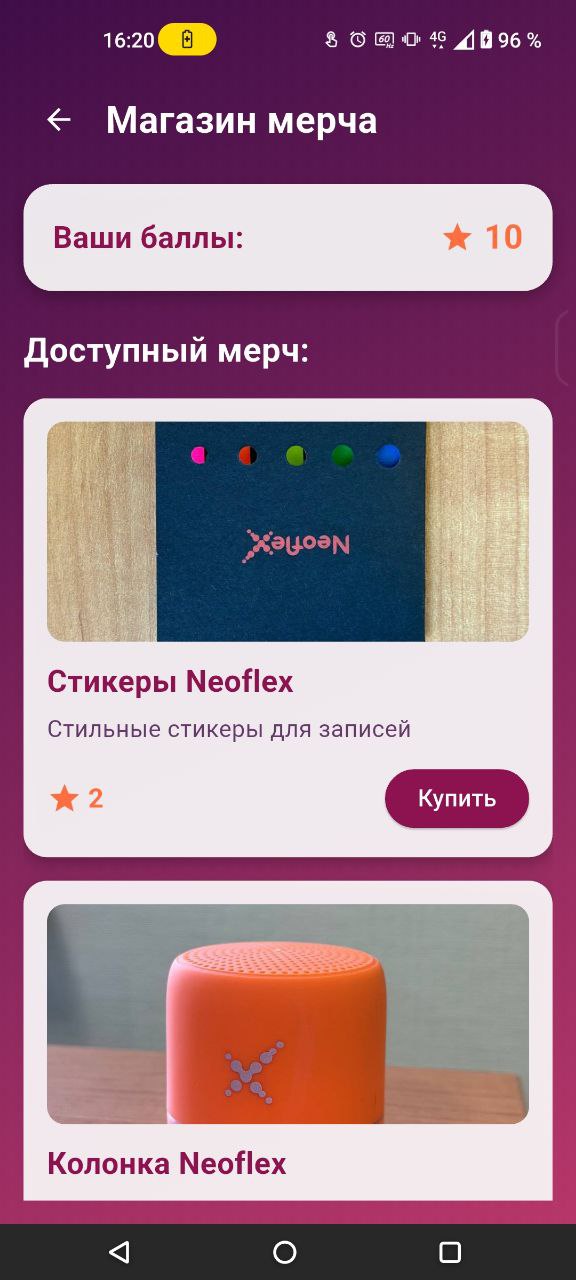 16:20
60
Hz
4G
96 %
Магазин мерча
Ваши баллы:
10
Доступный мерч:
Neoflex
Стикеры Neoflex
Стильные стикеры для записей
2
Купить
Колонка Neoflex